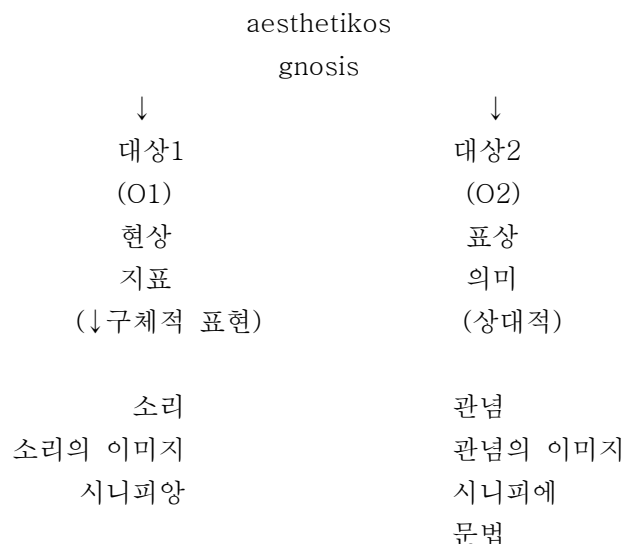 aesthetikos
gnosis
↓ ↓
대상1 대상2
(O1) (O2)
현상 표상
지표 의미
(↓구체적 표현) (상대적)
소리 관념
소리의 이미지 관념의 이미지
시니피앙 시니피에
문법